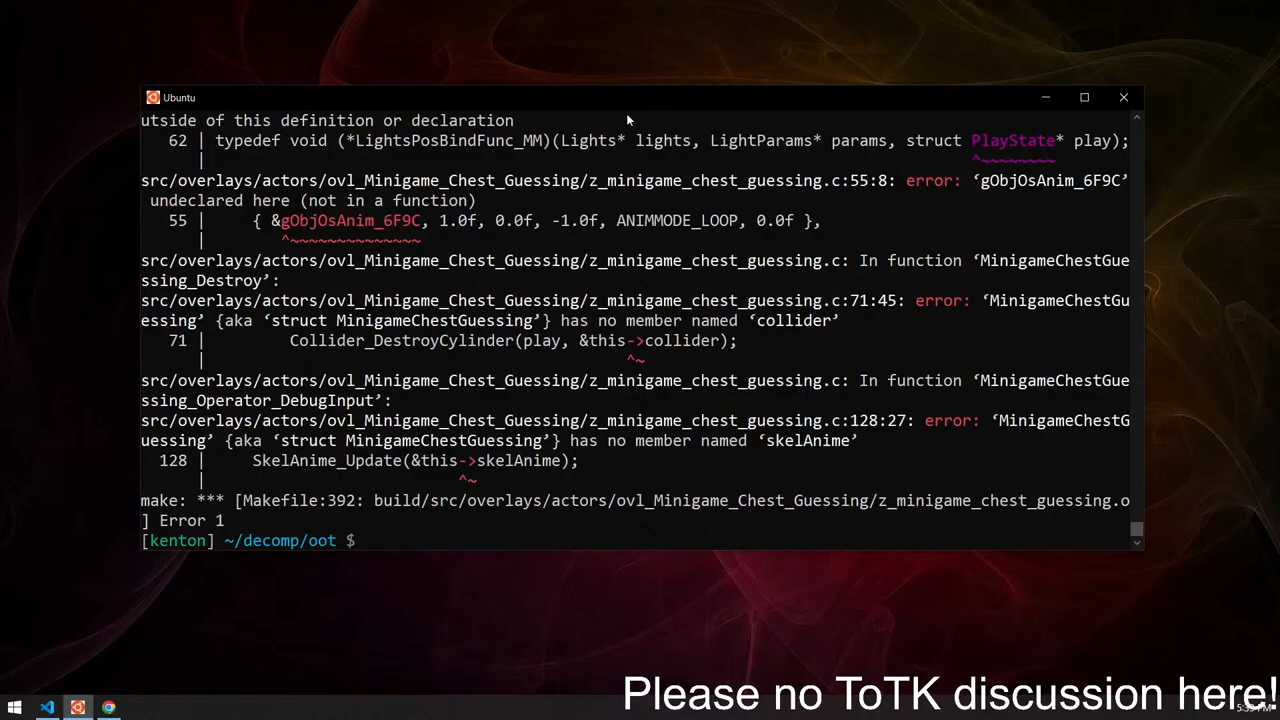 Ubuntu
utside of this definition or declaration
62 | typedef void (*LightsPosBindFunc_MM)(Lights* lights, LightParams* params, struct PlayState* play);
| ^~~~~~~~~
src/overlays/actors/ovl_Minigame_Chest_Guessing/z_minigame_chest_guessing.c:55:8: error: ‘gObjOsAnim_6F9C’
undeclared here (not in a function)
55 | { &gObjOsAnim_6F9C, 1.0f, 0.0f, -1.0f, ANIMMODE_LOOP, 0.0f },
| ^~~~~~~~~~~~~~~
src/overlays/actors/ovl_Minigame_Chest_Guessing/z_minigame_chest_guessing.c: In function ‘MinigameChestGue
ssing_Destroy’:
src/overlays/actors/ovl_Minigame_Chest_Guessing/z_minigame_chest_guessing.c:71:45: error: ‘MinigameChestGu
essing’ {aka ‘struct MinigameChestGuessing’} has no member named ‘collider’
71 | Collider_DestroyCylinder(play, &this->collider);
| ^~
src/overlays/actors/ovl_Minigame_Chest_Guessing/z_minigame_chest_guessing.c: In function ‘MinigameChestGue
ssing_Operator_DebugInput’:
src/overlays/actors/ovl_Minigame_Chest_Guessing/z_minigame_chest_guessing.c:128:27: error: ‘MinigameChestG
uessing’ {aka ‘struct MinigameChestGuessing’} has no member named ‘skelAnime’
128 | SkelAnime_Update(&this->skelAnime);
| ^~
make: *** [Makefile:392: build/src/overlays/actors/ovl_Minigame_Chest_Guessing/z_minigame_chest_guessing.o
] Error 1
[kenton] ~/decomp/oot $
Please no ToTK discussion here!